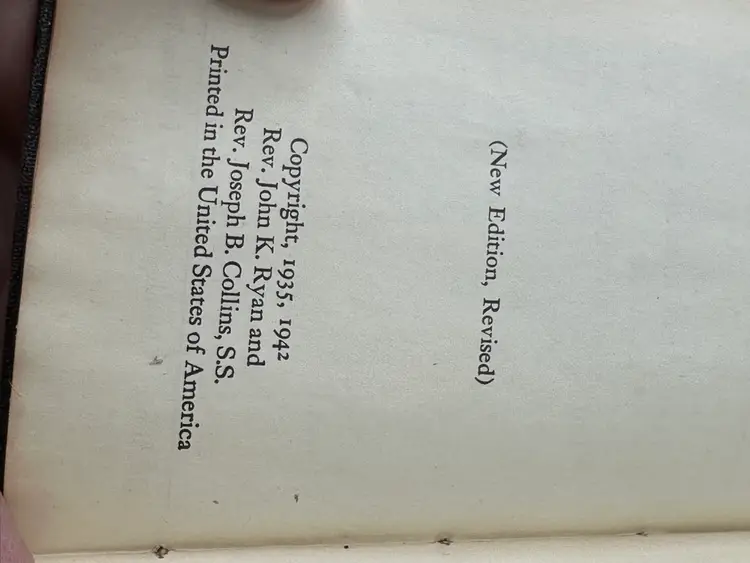 (New Edition, Revised)
Copyright, 1935, 1942
Rev. John K. Ryan and
Rev. Joseph B. Collins, S.S.
Printed in the United States of America